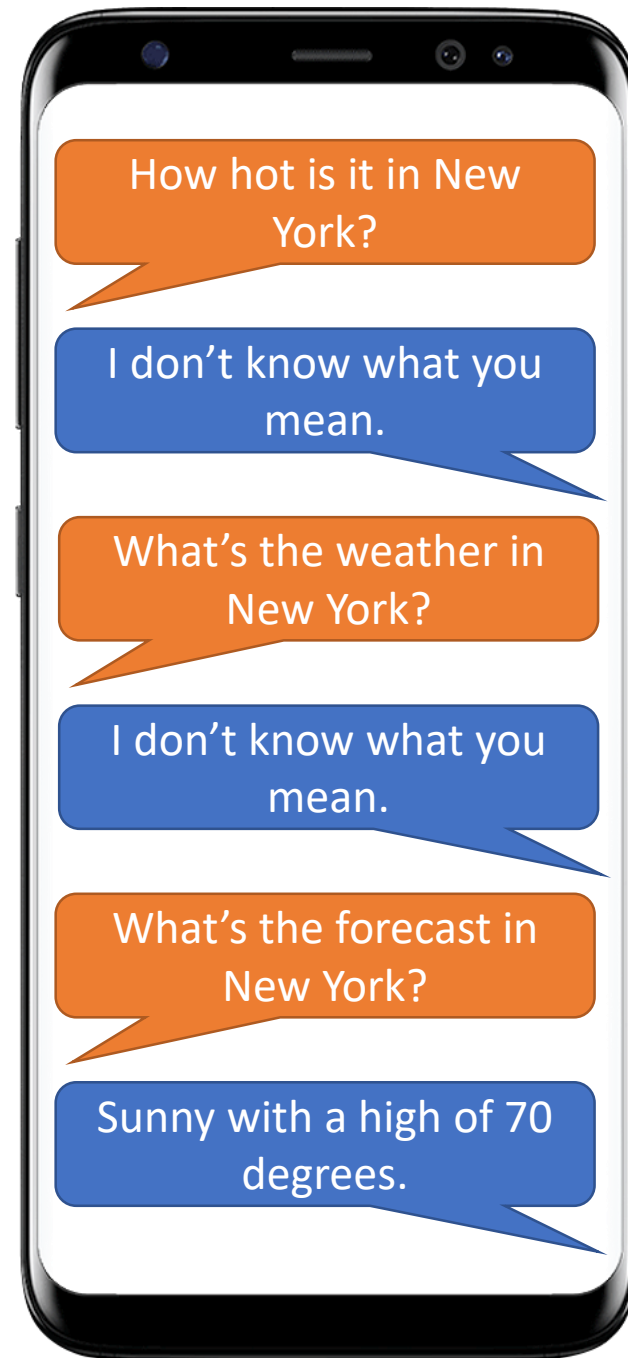 How hot is it in New
York?
I don’t know what you
mean.
What’s the weather in
New York?
I don’t know what you
mean.
What’s the forecast in
New York?
Sunny with a high of 70
degrees.